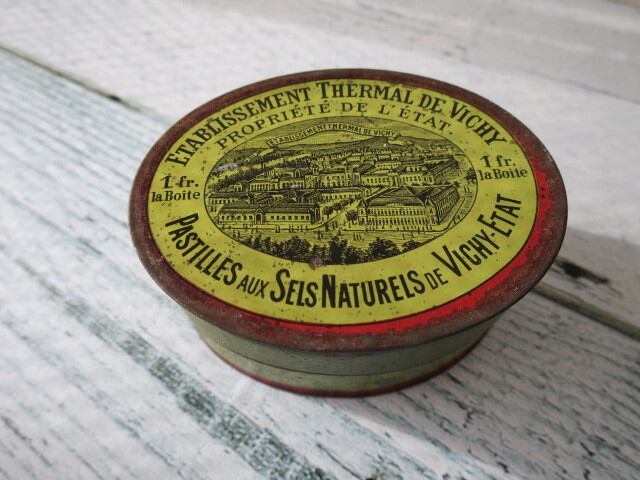 ETABLISSEMENT THERMAL DE VICHY
PROPRIÉTÉ DE L'ÉTAT
ETABLISSEMENT THERMAL DE VICHY
1 fr.
la Boite
1 fr.
la Boite
PASTILLES AUX SELS NATURELS DE VICHY-ETAT